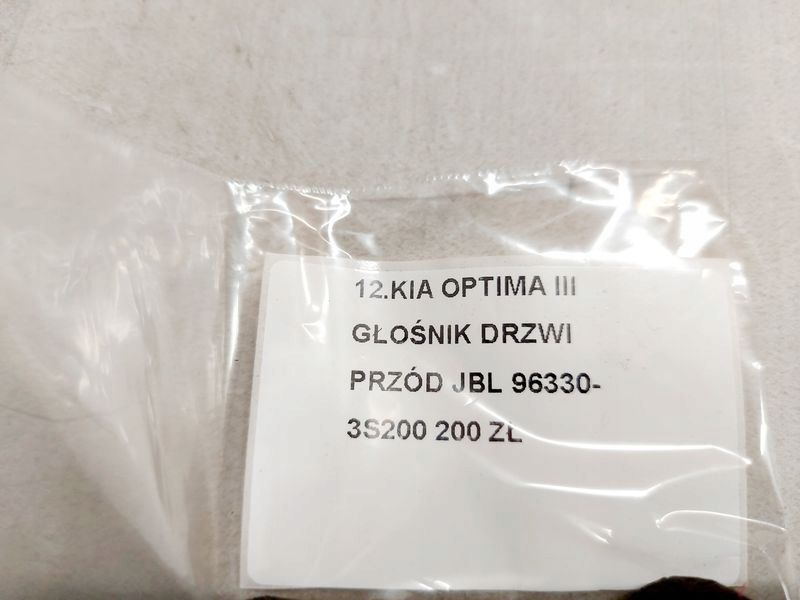 12.KIA OPTIMA III
GŁOŚNIK DRZWI
PRZÓD JBL 96330-
3S200 200 ZŁ